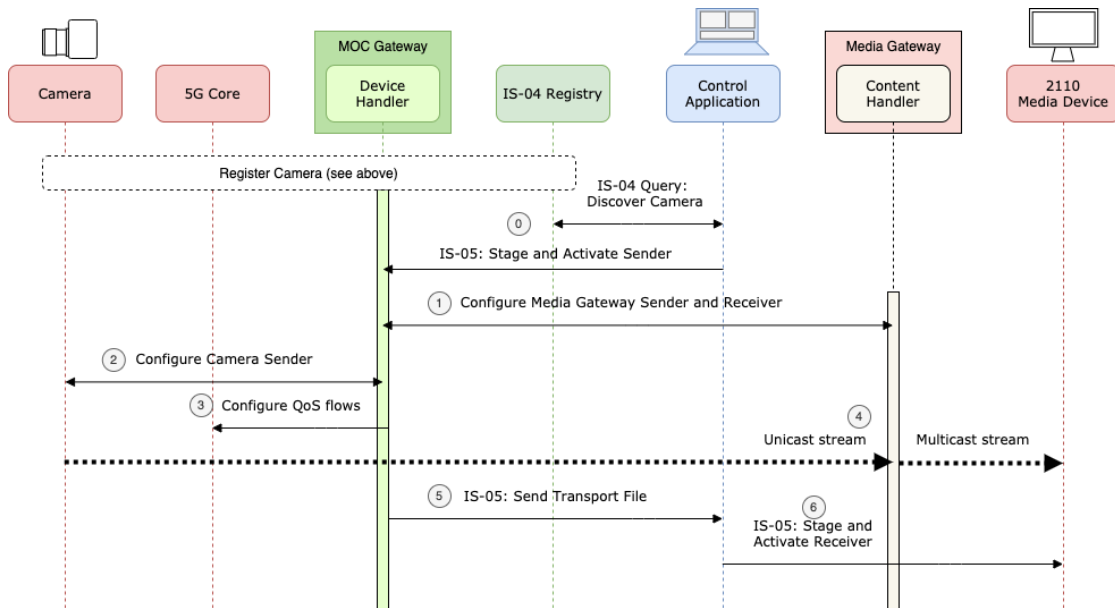 MOC Gateway
Media Gateway
Camera
5G Core
Device
Handler
IS-04 Registry
Control
Application
Content
Handler
2110
Media Device
Register Camera (see above)
IS-04 Query:
Discover Camera
0
IS-05: Stage and Activate Sender
1 Configure Media Gateway Sender and Receiver
2 Configure Camera Sender
3 Configure QoS flows
4
Unicast stream
Multicast stream
5 IS-05: Send Transport File
6
IS-05: Stage and
Activate Receiver